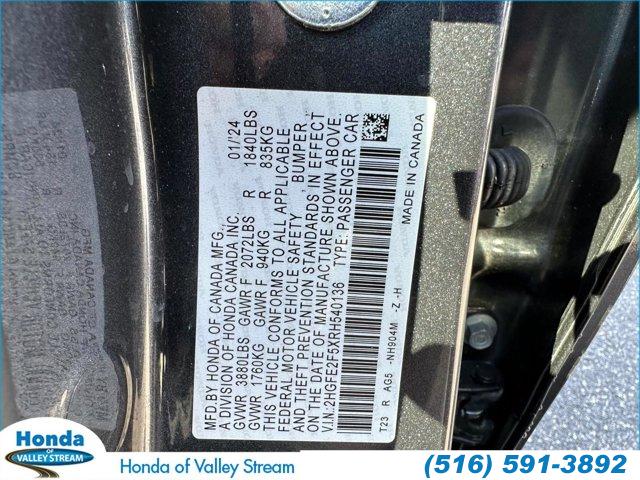 MFD. BY HONDA OF CANADA MFG., 01/24
A DIVISION OF HONDA CANADA INC.
GVWR 3880LBS GAWR F 2072LBS R 1840LBS
GVWR 1760KG GAWR F 940KG R 835KG
THIS VEHICLE CONFORMS TO ALL APPLICABLE
FEDERAL MOTOR VEHICLE SAFETY, BUMPER,
AND THEFT PREVENTION STANDARDS IN EFFECT
ON THE DATE OF MANUFACTURE SHOWN ABOVE.
V.I.N.: 2HGFE2F5XRH540136 TYPE: PASSENGER CAR
T23 R AG5 -NH904M -Z -H
MADE IN CANADA
Honda
OF
VALLEY STREAM
Honda of Valley Stream
(516) 591-3892